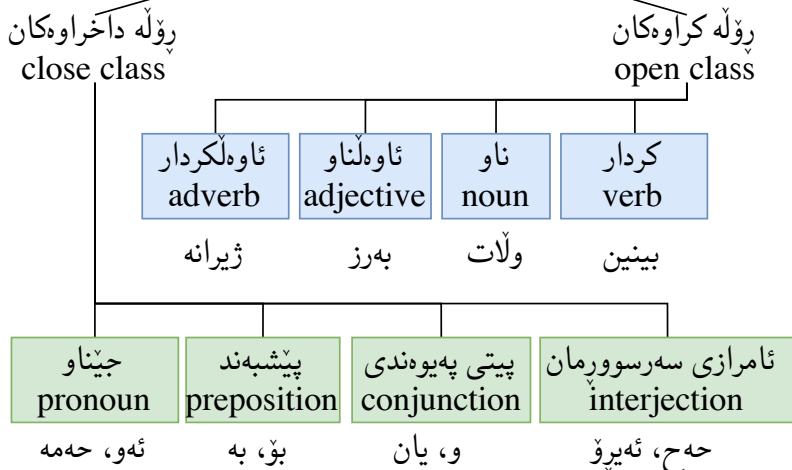 ڕۆڵە کراوەکان
open class
ڕۆڵە داخراوەکان
close class
کردار
verb
ناو
noun
ئاوەڵناو
adjective
ئاوەڵکردار
adverb
بینین
وڵات
بەرز
ژیرانە
ئامرازی سەرسووڕمان
interjection
پیتی پەیوەندی
conjunction
پێشبەند
preposition
جێناو
pronoun
حەح، ئەیڕۆ
و، یان
بۆ، بە
ئەو، حەمە